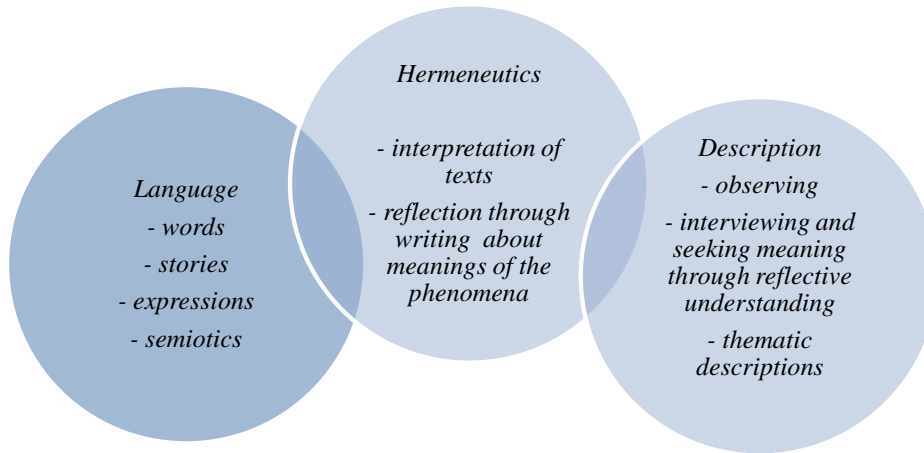 Language
- words
- stories
- expressions
- semiotics
Hermeneutics
- interpretation of
texts
- reflection through
writing about
meanings of the
phenomena
Description
- observing
- interviewing and
seeking meaning
through reflective
understanding
- thematic
descriptions